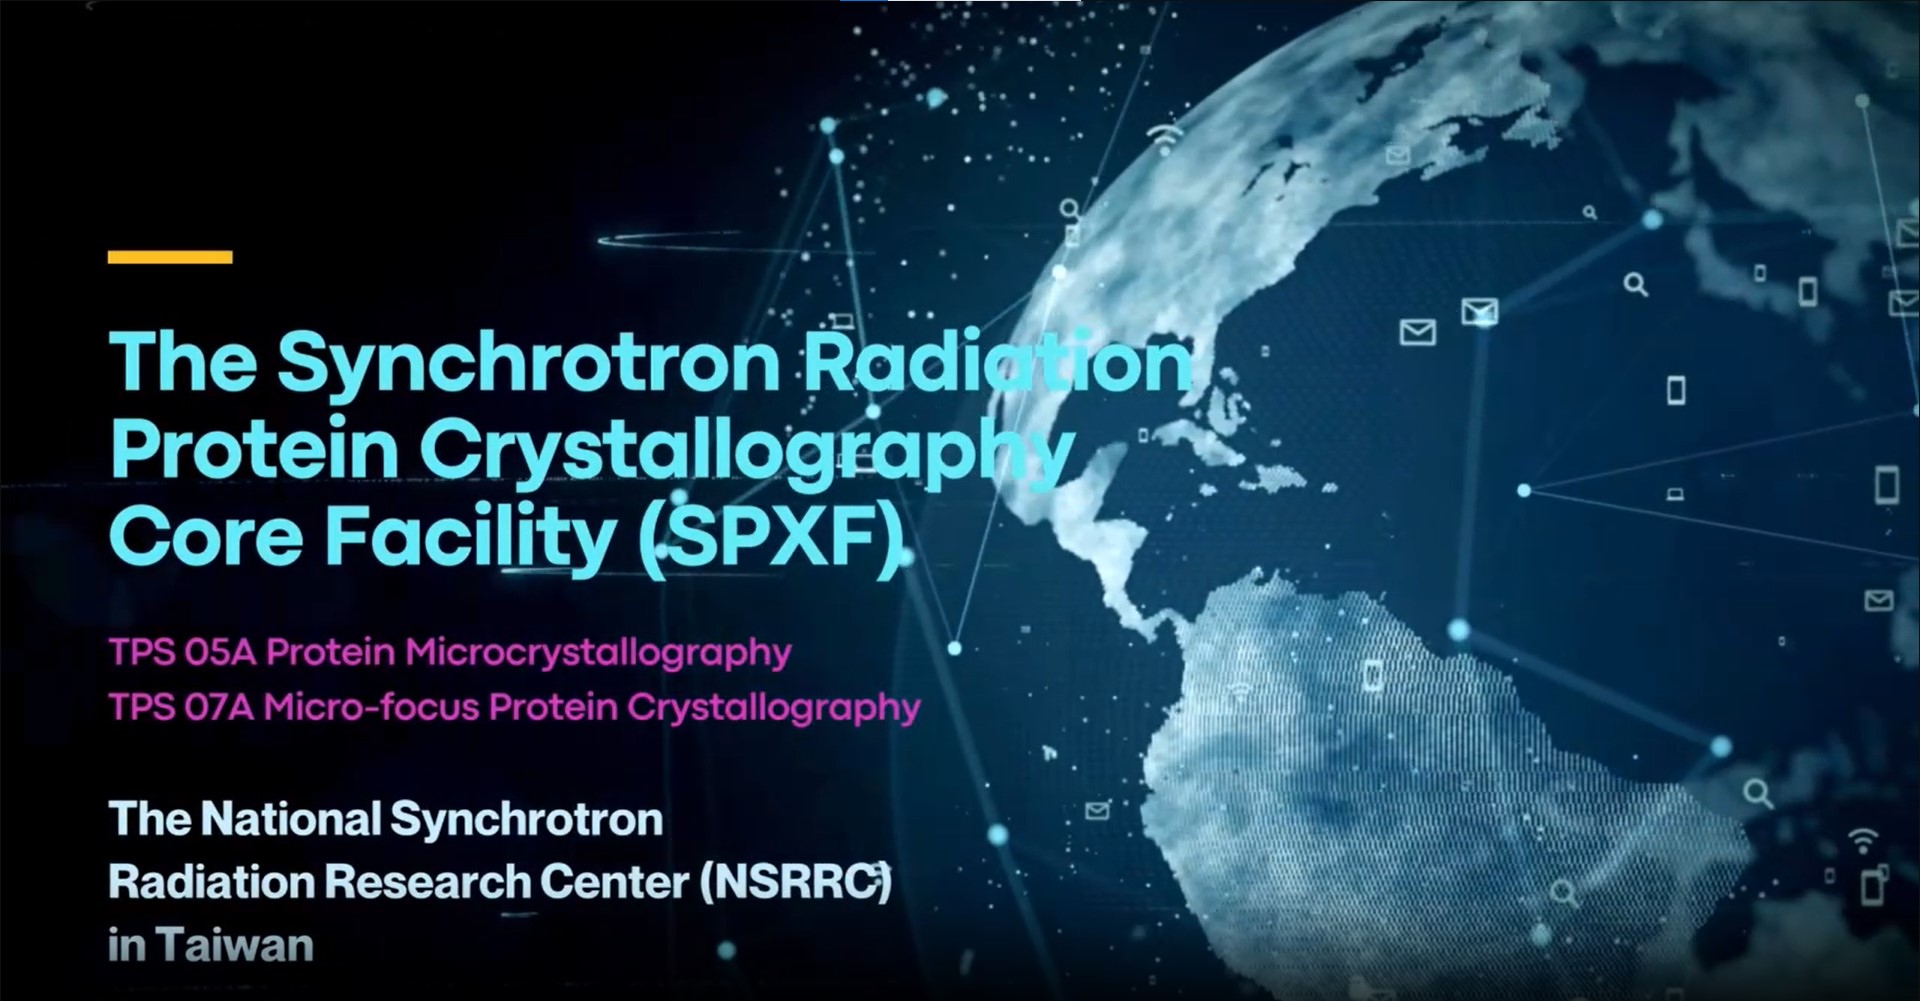 The Synchrotron Radiation
Protein Crystallography
Core Facility (SPXF)
TPS 05A Protein Microcrystallography
TPS 07A Micro-focus Protein Crystallography
The National Synchrotron
Radiation Research Center (NSRRC)
in Taiwan